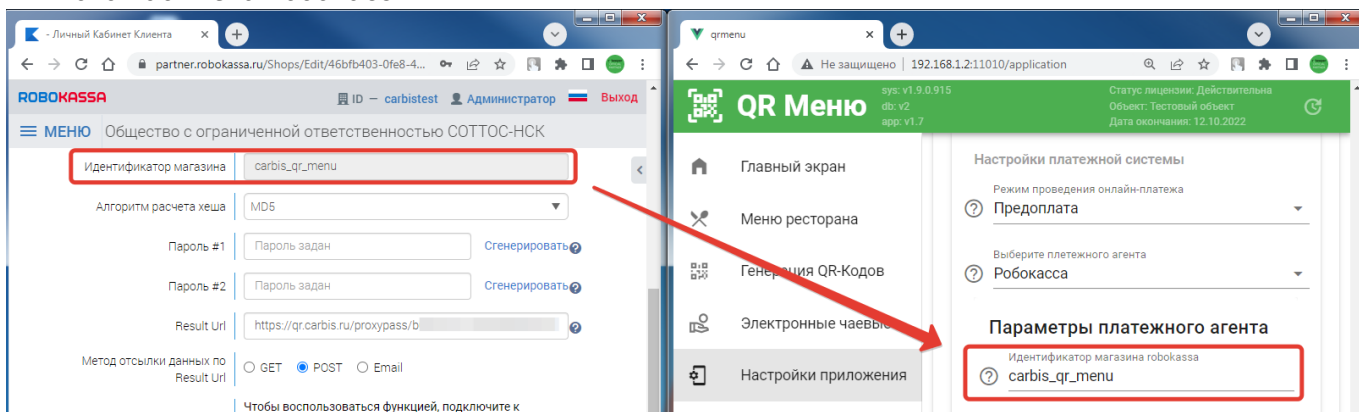 - Личный Кабинет Клиента
partner.robokassa.ru/Shops/Edit/46bfb403-0fe8-4...
ROBOKASSA
ID – carbistest
Администратор
Выход
МЕНЮ
Общество с ограниченной ответственностью СОТТОС-НСК
Идентификатор магазина
carbis_qr_menu
Алгоритм расчета хеша
MD5
Пароль #1
Пароль задан
Сгенерировать
Пароль #2
Пароль задан
Сгенерировать
Result Url
https://qr.carbis.ru/proxypass/b
Метод отсылки данных по
Result Url
GET
POST
Email
Чтобы воспользоваться функцией, подключите к
qrmenu
Не защищено
192.168.1.2:11010/application
QR Меню
sys: v1.9.0.915
db: v2
app: v1.7
Статус лицензии: Действительна
Объект: Тестовый объект
Дата окончания: 12.10.2022
Главный экран
Меню ресторана
Генерация QR-Кодов
Электронные чаевые
Настройки приложения
Настройки платежной системы
Режим проведения онлайн-платежа
Предоплата
Выберите плетежного агента
Робокасса
Параметры платежного агента
Идентификатор магазина robokassa
carbis_qr_menu